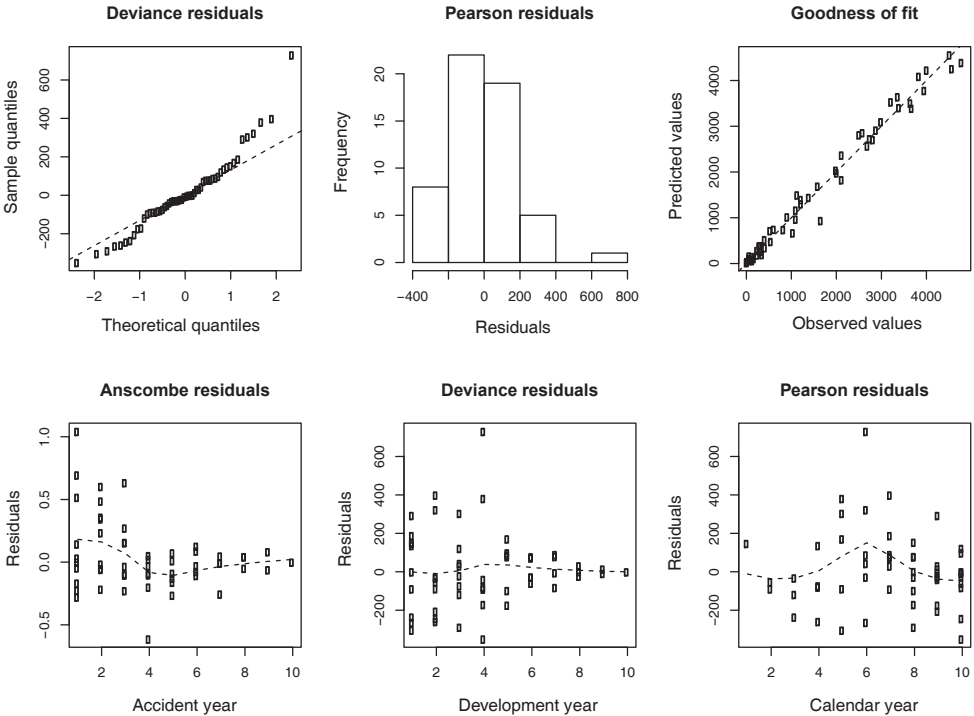 Deviance residuals
Sample quantiles
600
400
200
0
−200
−2 −1 0 1 2
Theoretical quantiles
Pearson residuals
Frequency
20
15
10
5
0
−400 0 200 400 600 800
Residuals
Goodness of fit
Predicted values
4000
3000
2000
1000
0
0 1000 2000 3000 4000
Observed values
Anscombe residuals
Residuals
1.0
0.5
0.0
−0.5
2 4 6 8 10
Accident year
Deviance residuals
Residuals
600
400
200
0
−200
2 4 6 8 10
Development year
Pearson residuals
Residuals
600
400
200
0
−200
2 4 6 8 10
Calendar year